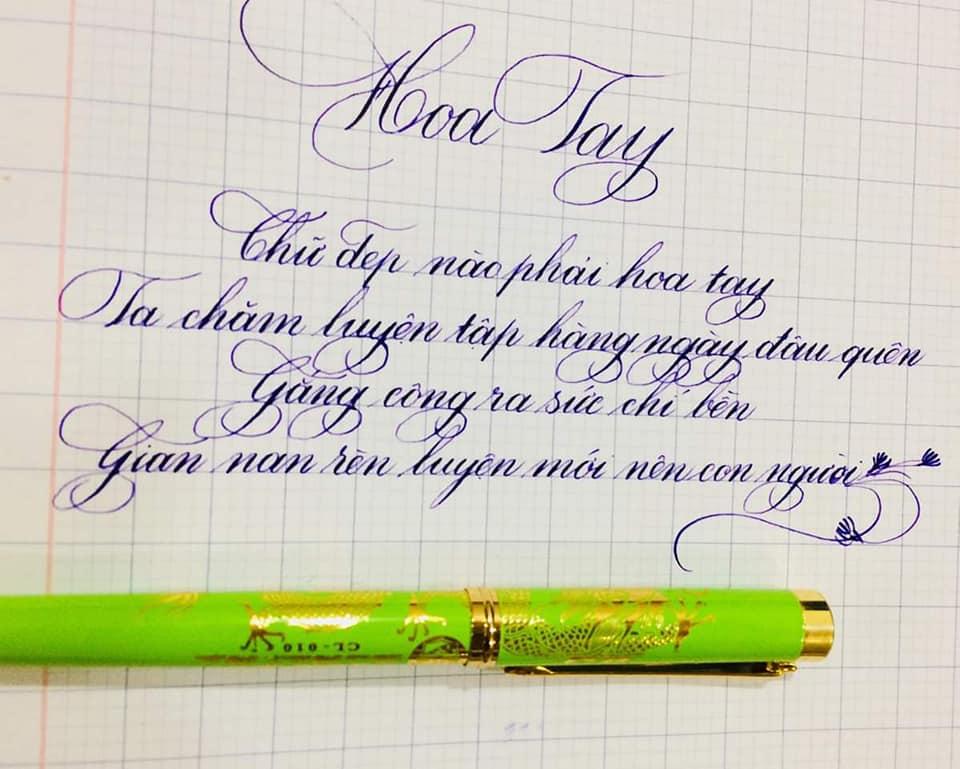 Hoa Tay
Chữ đẹp nào phải hoa tay
Ta chăm luyện tập hàng ngày đâu quên
Gắng công ra sức chí bền
Gian nan rèn luyện mới nên con người
CL-010